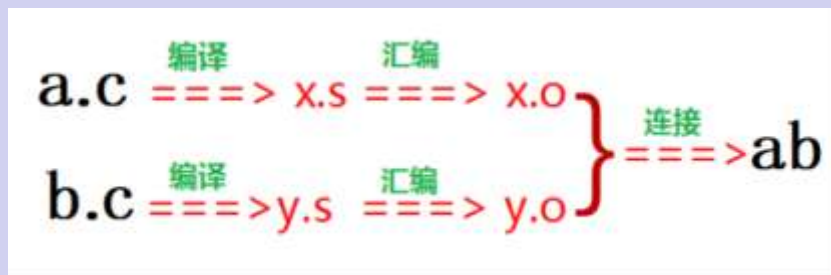 编译 汇编
a.c ===> x.s ===> x.o
连接
} ===>ab
编译 汇编
b.c ===>y.s ===> y.o